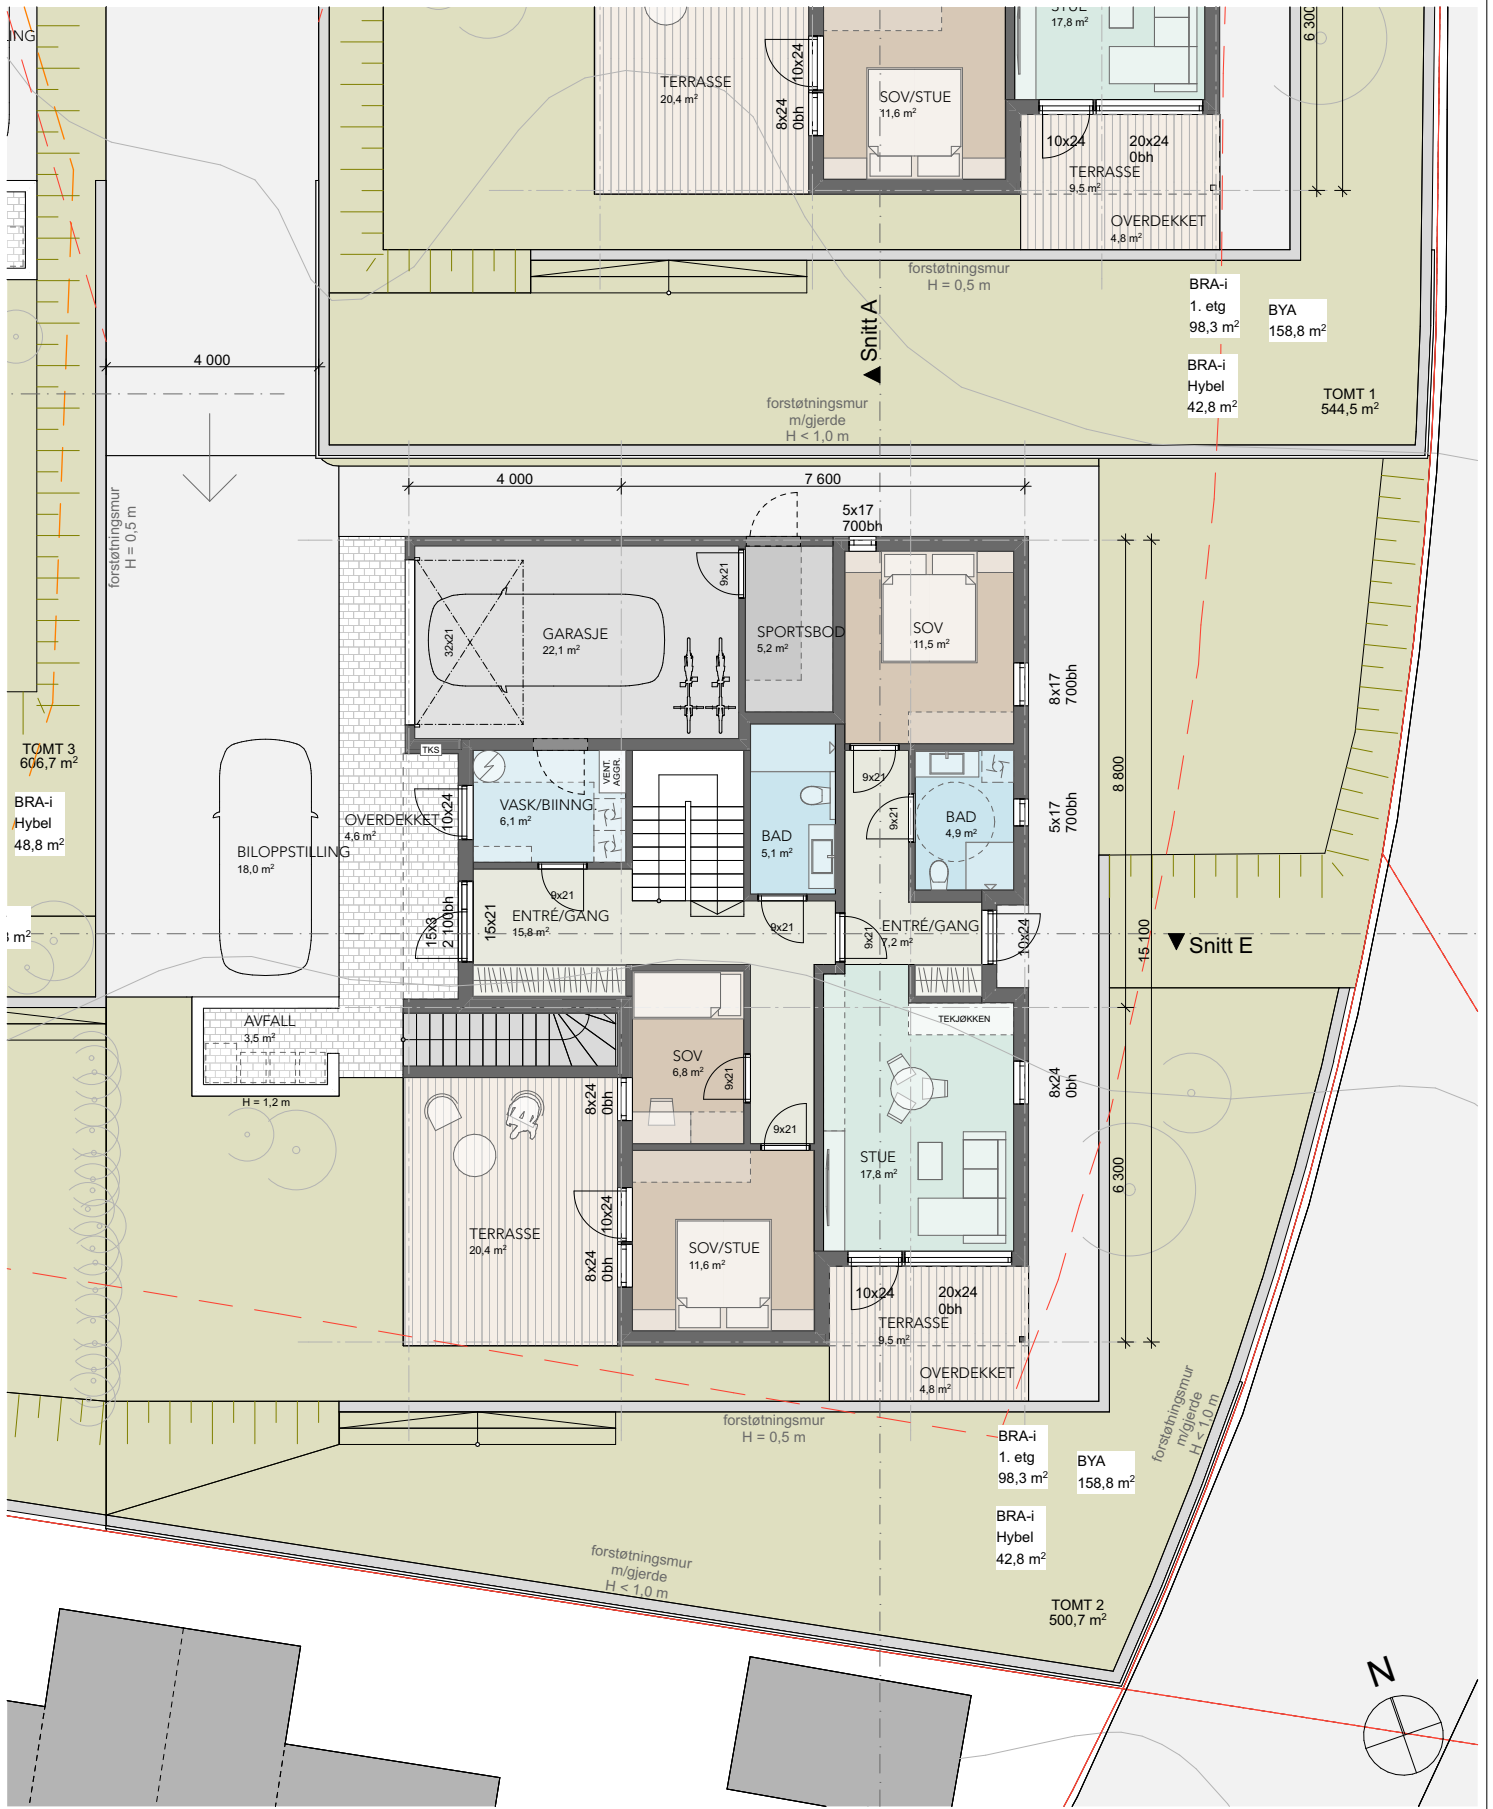 STUE
17,8 m²
6 300
TERRASSE
20,4 m²
10x24
8x24
0bh
SOV/STUE
11,6 m²
10x24
20x24
0bh
TERRASSE
9,5 m²
OVERDEKKET
4,8 m²
forstøtningsmur
H = 0,5 m
Snitt A
BRA-i
1. etg
98,3 m²
BYA
158,8 m²
BRA-i
Hybel
42,8 m²
TOMT 1
544,5 m²
4 000
forstøtningsmur
m/gjerde
H < 1,0 m
forstøtningsmur
H = 0,5 m
4 000
7 600
5x17
700bh
9x21
32x21
GARASJE
22,1 m²
SPORTSBOD
5,2 m²
SOV
11,5 m²
8x17
700bh
TOMT 3
606,7 m²
BRA-i
Hybel
48,8 m²
TKS
VENT.
AGGR.
VASK/BIINNG.
6,1 m²
10x24
OVERDEKKET
4,6 m²
BILOPPSTILLING
18,0 m²
BAD
5,1 m²
9x21
9x21
BAD
4,9 m²
5x17
700bh
8 800
15x3
2 100bh
15x21
9x21
ENTRÉ/GANG
15,8 m²
9x21
9x21
ENTRÉ/GANG
7,2 m²
10x24
15 100
Snitt E
AVFALL
3,5 m²
H = 1,2 m
TEKJØKKEN
SOV
6,8 m²
9x21
8x24
0bh
8x24
0bh
9x21
STUE
17,8 m²
6 300
TERRASSE
20,4 m²
10x24
8x24
0bh
SOV/STUE
11,6 m²
10x24
20x24
0bh
TERRASSE
9,5 m²
OVERDEKKET
4,8 m²
forstøtningsmur
H = 0,5 m
forstøtningsmur
m/gjerde
H < 1,0 m
BRA-i
1. etg
98,3 m²
BYA
158,8 m²
BRA-i
Hybel
42,8 m²
forstøtningsmur
m/gjerde
H < 1,0 m
TOMT 2
500,7 m²
N